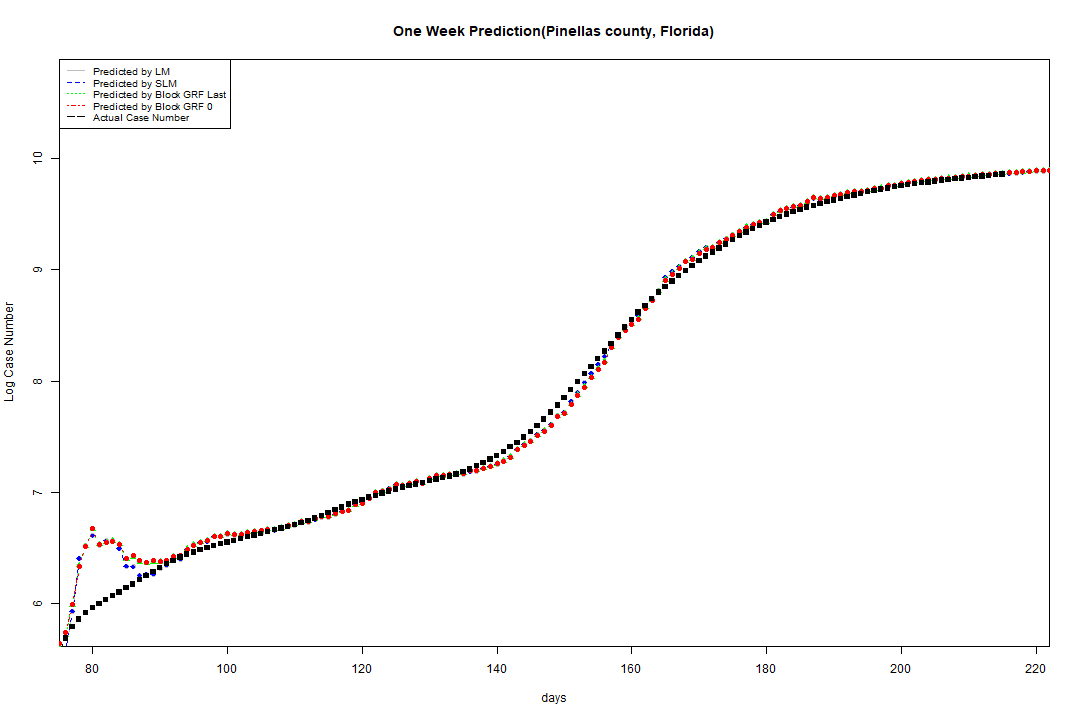 One Week Prediction(Pinellas county, Florida)
Predicted by LM
Predicted by SLM
Predicted by Block GRF Last
Predicted by Block GRF 0
Actual Case Number
10
9
8
7
6
Log Case Number
80 100 120 140 160 180 200 220
days